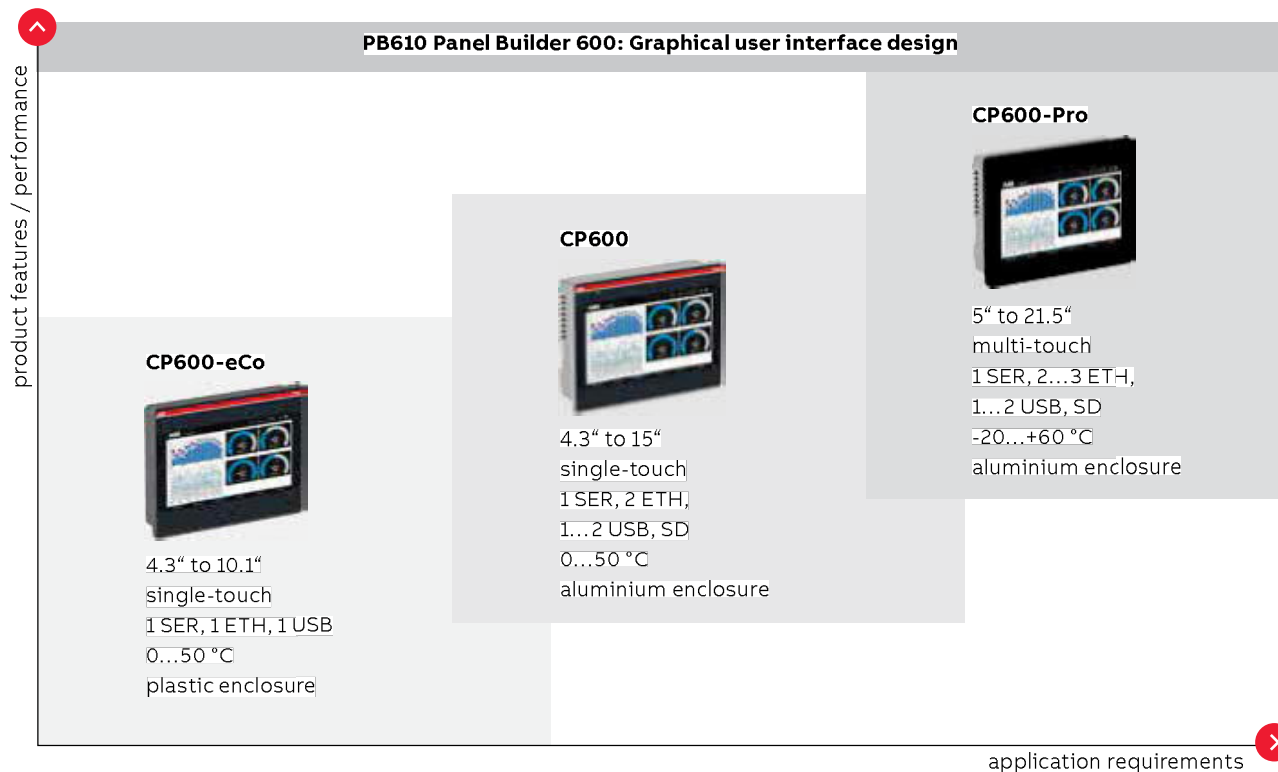 PB610 Panel Builder 600: Graphical user interface design
product features / performance
CP600-Pro
5“ to 21.5“
multi-touch
1 SER, 2...3 ETH,
1...2 USB, SD
-20...+60 °C
aluminium enclosure
CP600
4.3“ to 15“
single-touch
1 SER, 2 ETH,
1...2 USB, SD
0...50 °C
aluminium enclosure
CP600-eCo
4.3“ to 10.1“
single-touch
1 SER, 1 ETH, 1 USB
0...50 °C
plastic enclosure
application requirements